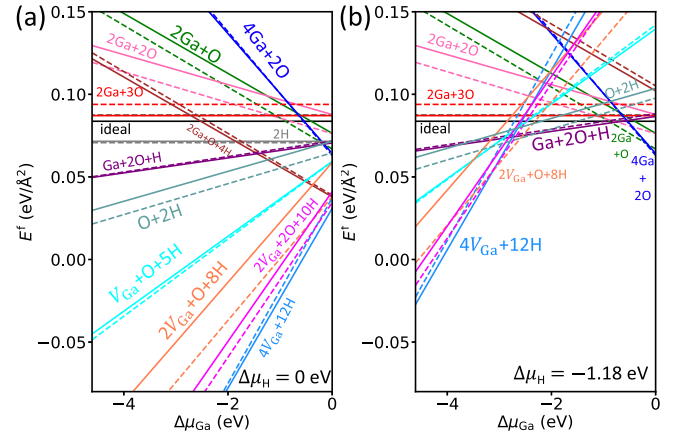 (a)
0.15
0.10
0.05
0.00
−0.05
E^f (eV/Å²)
2Ga+2O
2Ga+O
4Ga+2O
2Ga+3O
ideal
2Ga+O+4H
2H
Ga+2O+H
O+2H
V_Ga+O+5H
2V_Ga+O+8H
2V_Ga+2O+10H
4V_Ga+12H
Δμ_H = 0 eV
−4
−2
0
Δμ_Ga (eV)
(b)
0.15
0.10
0.05
0.00
−0.05
E^f (eV/Å²)
2Ga+2O
2Ga+3O
ideal
O+2H
Ga+2O+H
2Ga
+O
4Ga
+
2O
2V_Ga+O+8H
4V_Ga+12H
Δμ_H = −1.18 eV
−4
−2
0
Δμ_Ga (eV)